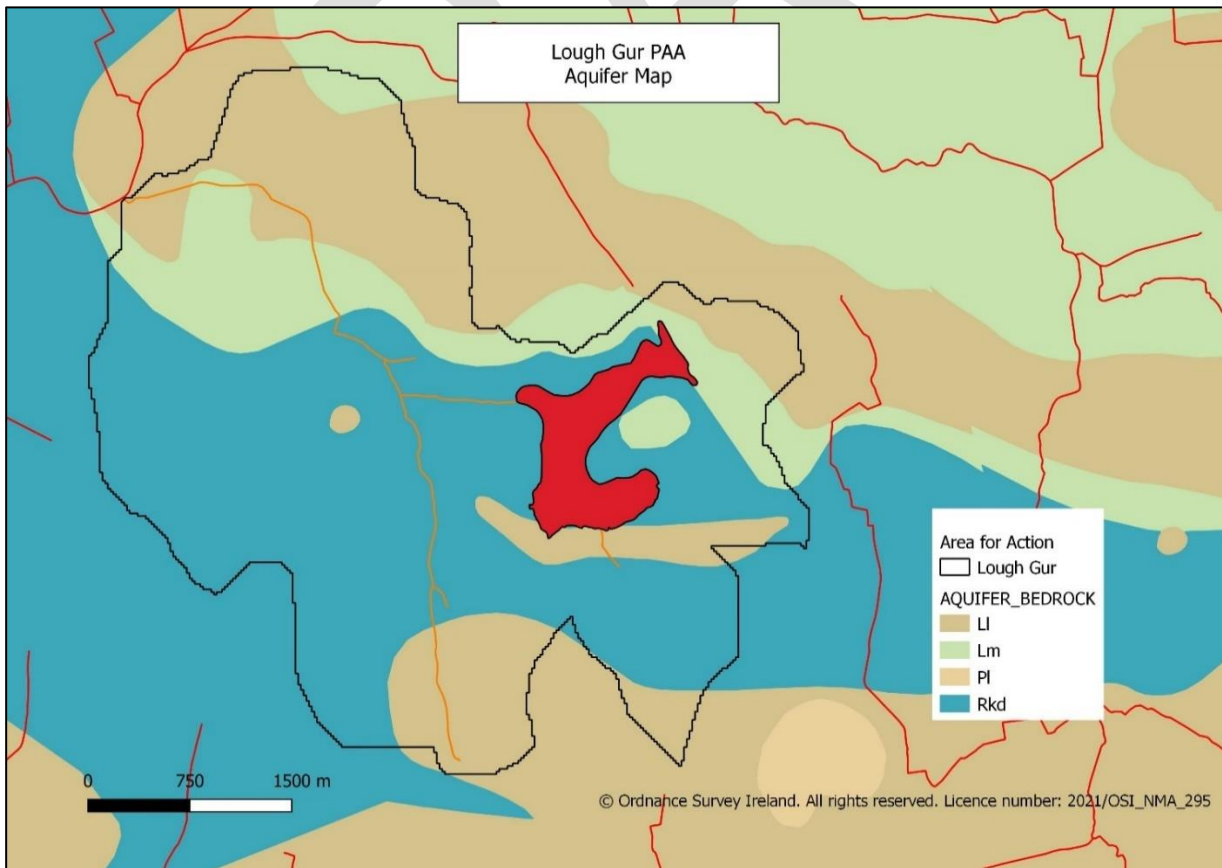 Lough Gur PAA
Aquifer Map
Area for Action
Lough Gur
AQUIFER_BEDROCK
Ll
Lm
Pl
Rkd
0 750 1500 m
© Ordnance Survey Ireland. All rights reserved. Licence number: 2021/OSI_NMA_295